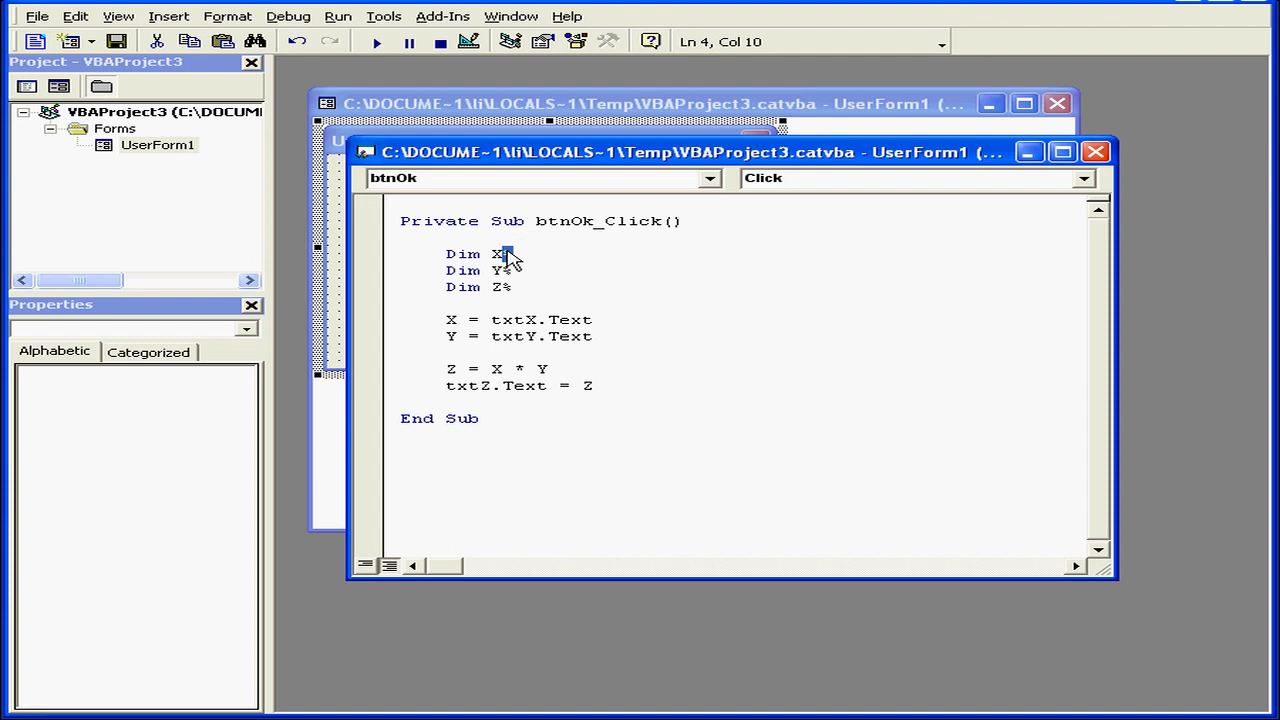 File Edit View Insert Format Debug Run Tools Add-Ins Window Help
Ln 4, Col 10
Project - VBAProject3
VBAProject3 (C:\DOCUMI
Forms
UserForm1
Properties
Alphabetic Categorized
C:\DOCUME~1\li\LOCALS~1\Temp\VBAProject3.catvba - UserForm1 (...
C:\DOCUME~1\li\LOCALS~1\Temp\VBAProject3.catvba - UserForm1 (...
btnOk Click
Private Sub btnOk_Click()
Dim X
Dim Y%
Dim Z%
X = txtX.Text
Y = txtY.Text
Z = X * Y
txtZ.Text = Z
End Sub